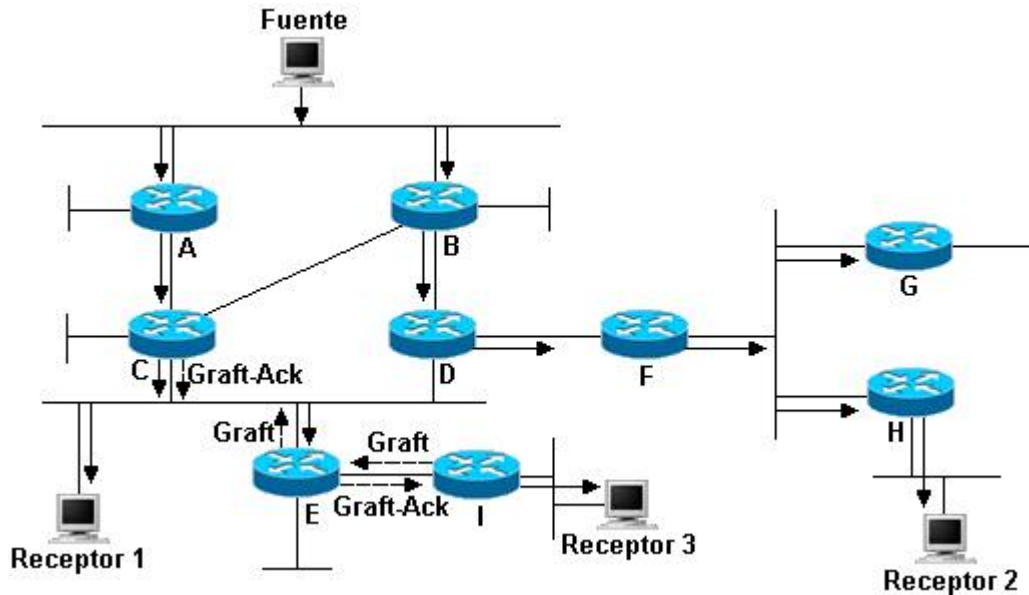 Fuente
A
B
G
C
Graft-Ack
D
F
H
Graft
Graft
E
Graft-Ack
I
Receptor 1
Receptor 3
Receptor 2